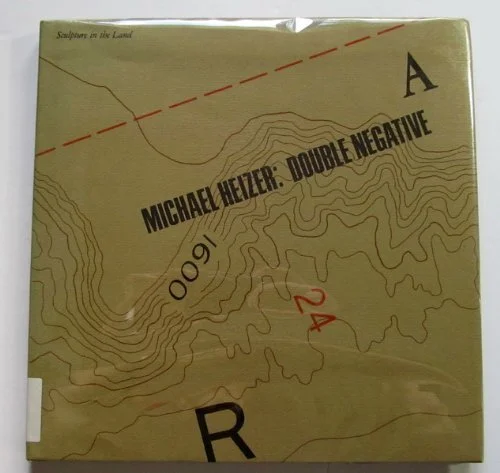 Sculpture in the Land
A
MICHAEL HEIZER: DOUBLE NEGATIVE
1600
24
R